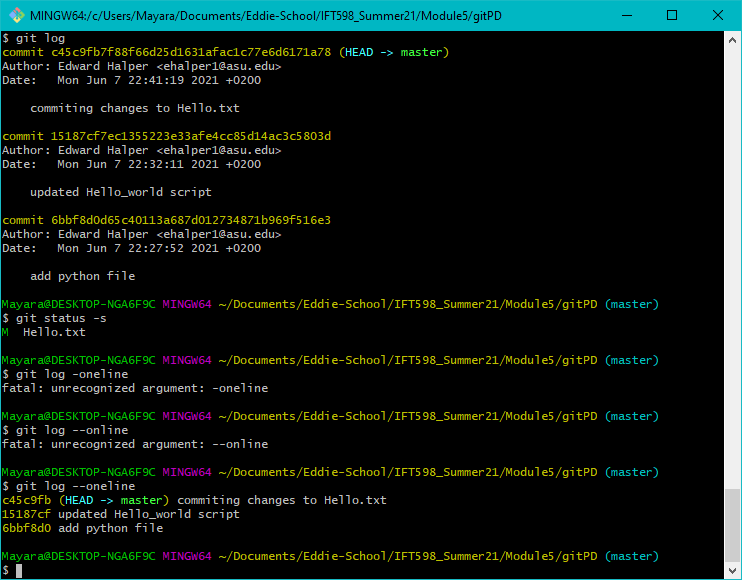 MINGW64:/c/Users/Mayara/Documents/Eddie-School/IFT598_Summer21/Module5/gitPD
$ git log
commit c45c9fb7f88f66d25d1631afac1c77e6d6171a78 (HEAD -> master)
Author: Edward Halper <ehalper1@asu.edu>
Date:   Mon Jun 7 22:41:19 2021 +0200
    commiting changes to Hello.txt
commit 15187cf7ec1355223e33afe4cc85d14ac3c5803d
Author: Edward Halper <ehalper1@asu.edu>
Date:   Mon Jun 7 22:32:11 2021 +0200
    updated Hello_world script
commit 6bbf8d0d65c40113a687d012734871b969f516e3
Author: Edward Halper <ehalper1@asu.edu>
Date:   Mon Jun 7 22:27:52 2021 +0200
    add python file
Mayara@DESKTOP-NGA6F9C MINGW64 ~/Documents/Eddie-School/IFT598_Summer21/Module5/gitPD (master)
$ git status -s
M  Hello.txt
Mayara@DESKTOP-NGA6F9C MINGW64 ~/Documents/Eddie-School/IFT598_Summer21/Module5/gitPD (master)
$ git log -oneline
fatal: unrecognized argument: -oneline
Mayara@DESKTOP-NGA6F9C MINGW64 ~/Documents/Eddie-School/IFT598_Summer21/Module5/gitPD (master)
$ git log --online
fatal: unrecognized argument: --online
Mayara@DESKTOP-NGA6F9C MINGW64 ~/Documents/Eddie-School/IFT598_Summer21/Module5/gitPD (master)
$ git log --oneline
c45c9fb (HEAD -> master) commiting changes to Hello.txt
15187cf updated Hello_world script
6bbf8d0 add python file
Mayara@DESKTOP-NGA6F9C MINGW64 ~/Documents/Eddie-School/IFT598_Summer21/Module5/gitPD (master)
$